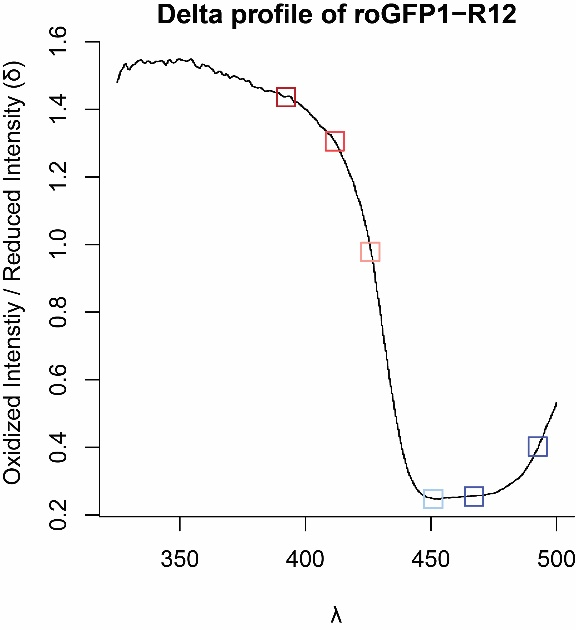 Delta profile of roGFP1−R12
Oxidized Intenstiy / Reduced Intensity (δ)
1.6
1.4
1.2
1.0
0.8
0.6
0.4
0.2
350 400 450 500
λ